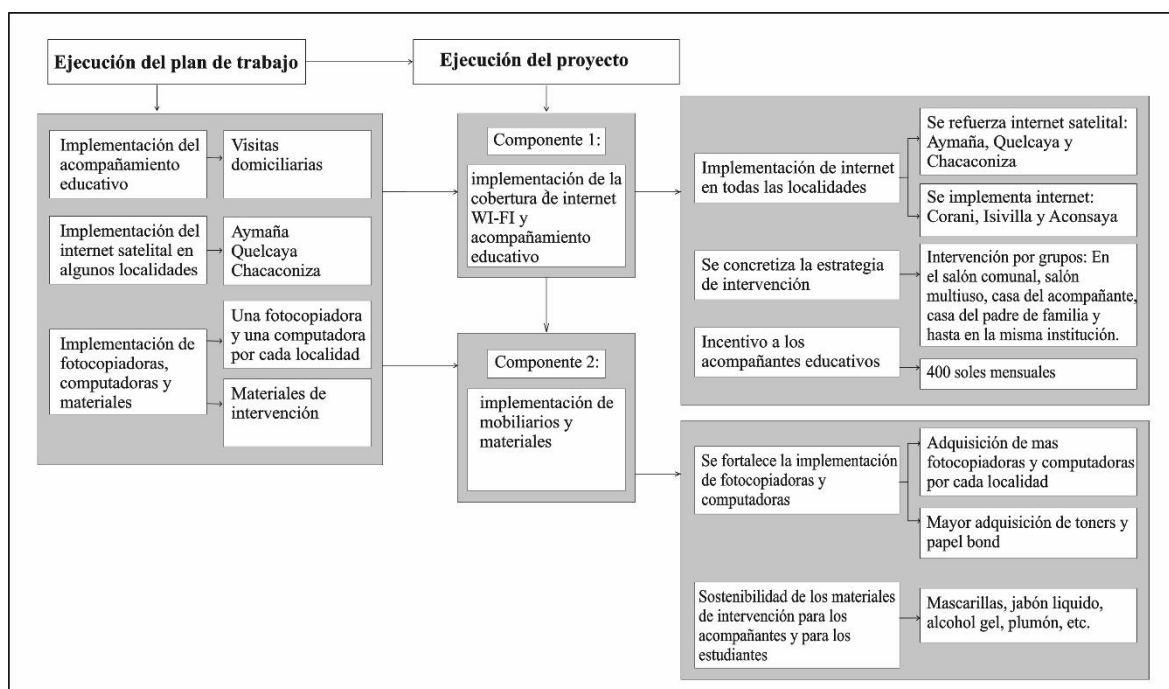 Ejecución del plan de trabajo
Ejecución del proyecto
Implementación del
acompañamiento
educativo
Visitas
domiciliarias
Implementación del
internet satelital en
algunos localidades
Aymaña
Quelcaya
Chacaconiza
Implementación de
fotocopiadoras,
computadoras y
materiales
Una fotocopiadora
y una computadora
por cada localidad
Materiales de
intervención
Componente 1:
implementación de la
cobertura de internet
WI-FI y
acompañamiento
educativo
Componente 2:
implementación de
mobiliarios y
materiales
Implementación de internet
en todas las localidades
Se refuerza internet satelital:
Aymaña, Quelcaya y
Chacaconiza
Se implementa internet:
Corani, Isivilla y Aconsaya
Se concretiza la estrategia
de intervención
Intervención por grupos: En
el salón comunal, salón
multiuso, casa del acompañante,
casa del padre de familia y
hasta en la misma institución.
Incentivo a los
acompañantes educativos
400 soles mensuales
Se fortalece la implementación
de fotocopiadoras y
computadoras
Adquisición de mas
fotocopiadoras y computadoras
por cada localidad
Mayor adquisición de toners y
papel bond
Sostenibilidad de los materiales
de intervención para los
acompañantes y para los
estudiantes
Mascarillas, jabón liquido,
alcohol gel, plumón, etc.